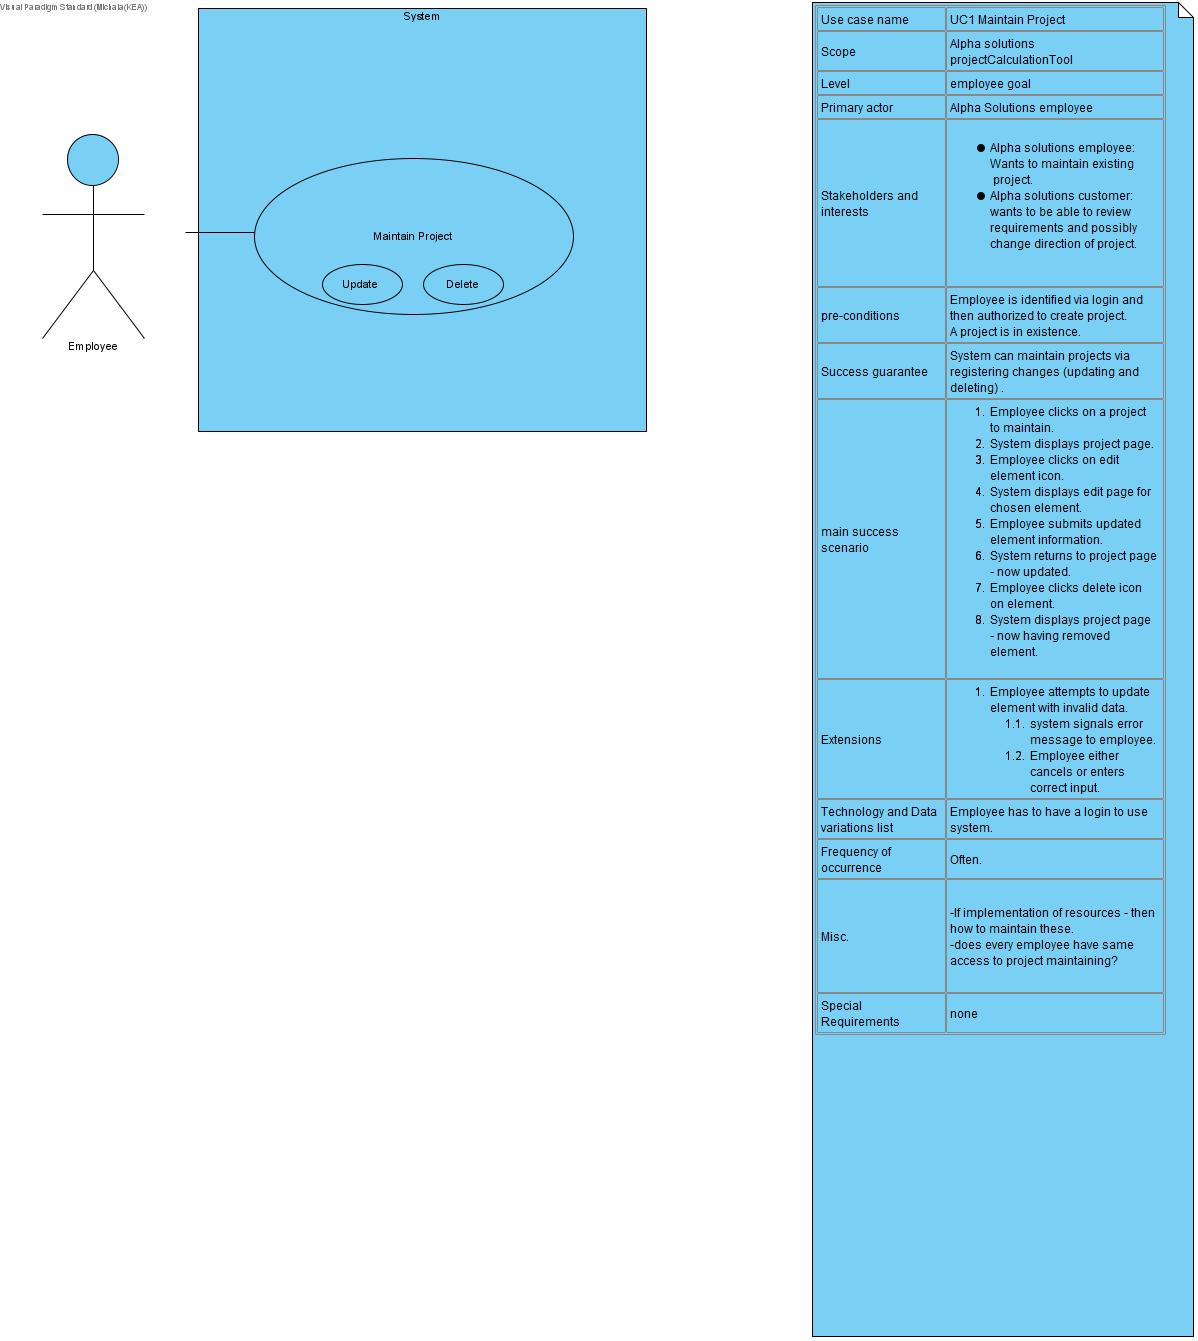 Visual Paradigm Standard (Michala(KEA))
System
Maintain Project
Update
Delete
Employee
Use case name
UC1 Maintain Project
Scope
Alpha solutions
projectCalculationTool
Level
employee goal
Primary actor
Alpha Solutions employee
Stakeholders and
interests
● Alpha solutions employee:
Wants to maintain existing
project.
● Alpha solutions customer:
wants to be able to review
requirements and possibly
change direction of project.
pre-conditions
Employee is identified via login and
then authorized to create project.
A project is in existence.
Success guarantee
System can maintain projects via
registering changes (updating and
deleting) .
main success
scenario
1. Employee clicks on a project
to maintain.
2. System displays project page.
3. Employee clicks on edit
element icon.
4. System displays edit page for
chosen element.
5. Employee submits updated
element information.
6. System returns to project page
- now updated.
7. Employee clicks delete icon
on element.
8. System displays project page
- now having removed
element.
Extensions
1. Employee attempts to update
element with invalid data.
1.1. system signals error
message to employee.
1.2. Employee either
cancels or enters
correct input.
Technology and Data
variations list
Employee has to have a login to use
system.
Frequency of
occurrence
Often.
Misc.
-If implementation of resources - then
how to maintain these.
-does every employee have same
access to project maintaining?
Special
Requirements
none